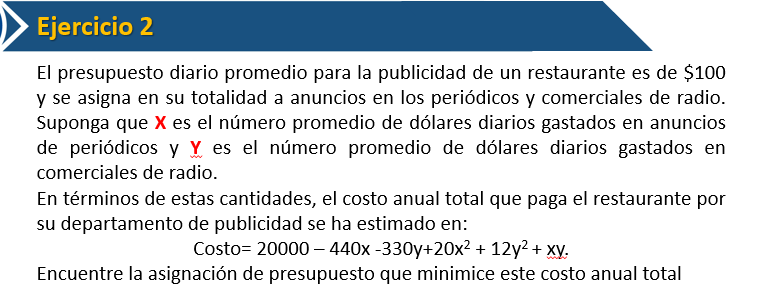 Ejercicio 2
El presupuesto diario promedio para la publicidad de un restaurante es de $100
y se asigna en su totalidad a anuncios en los periódicos y comerciales de radio.
Suponga que X es el número promedio de dólares diarios gastados en anuncios
de periódicos y Y es el número promedio de dólares diarios gastados en
comerciales de radio.
En términos de estas cantidades, el costo anual total que paga el restaurante por
su departamento de publicidad se ha estimado en:
Costo= 20000 – 440x -330y+20x² + 12y² + xy.
Encuentre la asignación de presupuesto que minimice este costo anual total